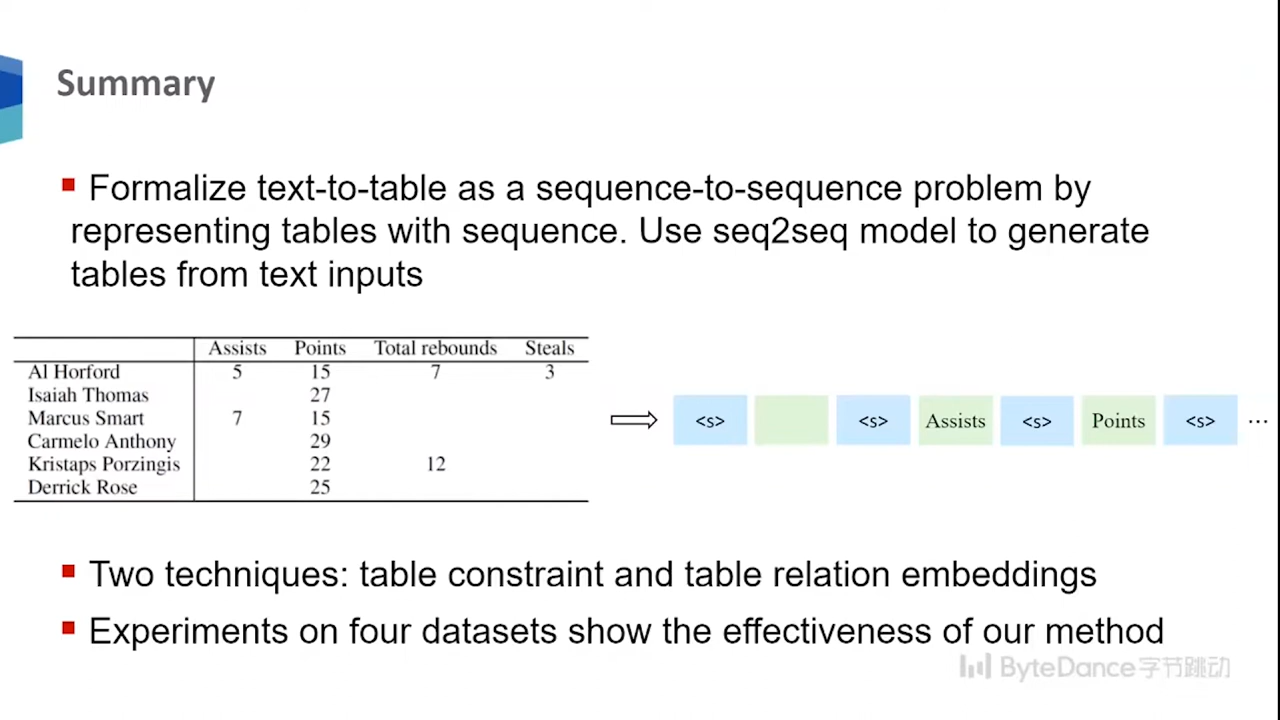 Summary
Formalize text-to-table as a sequence-to-sequence problem by
representing tables with sequence. Use seq2seq model to generate
tables from text inputs
Assists Points Total rebounds Steals
Al Horford 5 15 7 3
Isaiah Thomas 27
Marcus Smart 7 15
Carmelo Anthony 29
Kristaps Porzingis 22 12
Derrick Rose 25
<s> <s> Assists <s> Points <s> ...
Two techniques: table constraint and table relation embeddings
Experiments on four datasets show the effectiveness of our method
ByteDance字节跳动